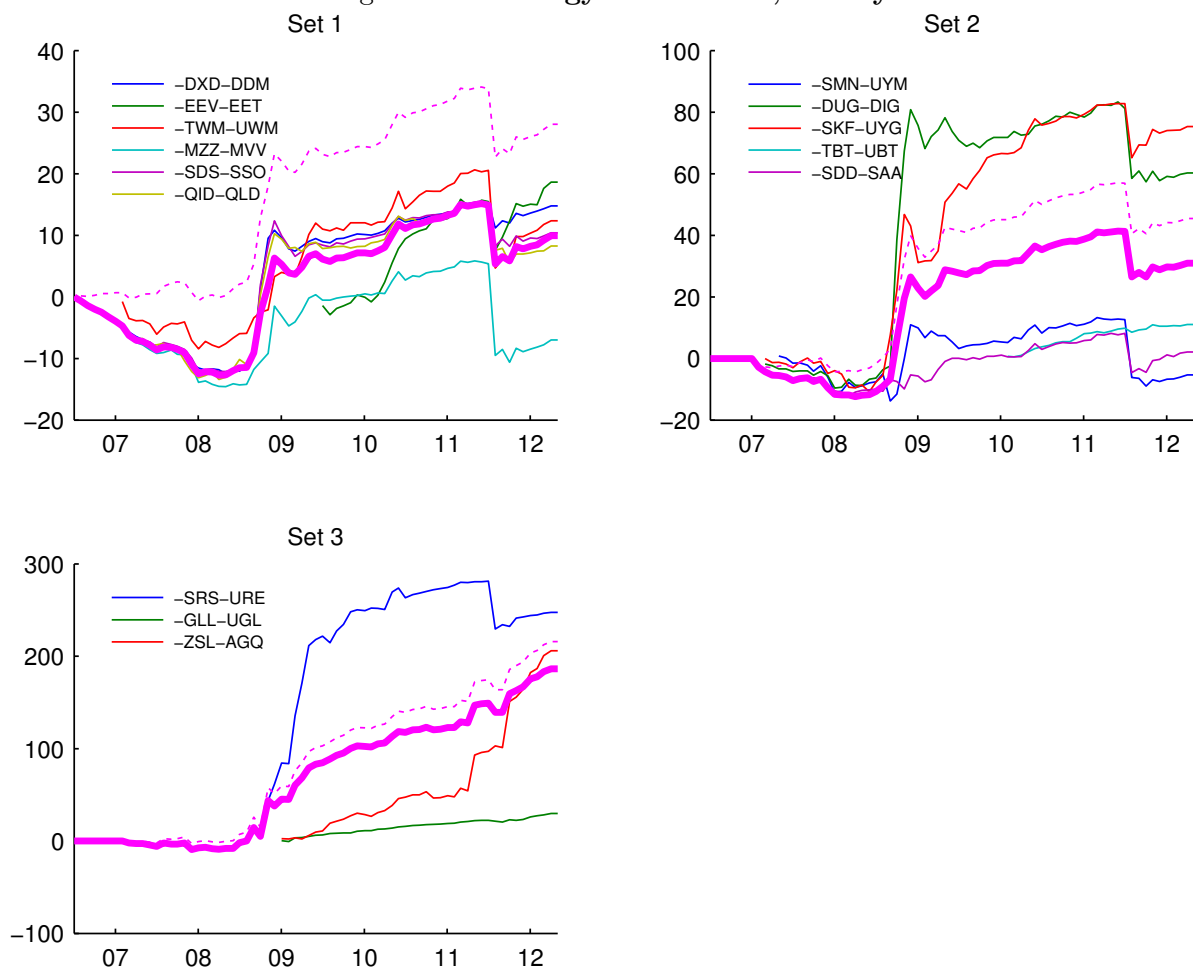 Set 1
40
30
20
10
0
−10
−20
07 08 09 10 11 12
−DXD−DDM
−EEV−EET
−TWM−UWM
−MZZ−MVV
−SDS−SSO
−QID−QLD
Set 2
100
80
60
40
20
0
−20
07 08 09 10 11 12
−SMN−UYM
−DUG−DIG
−SKF−UYG
−TBT−UBT
−SDD−SAA
Set 3
300
200
100
0
−100
07 08 09 10 11 12
−SRS−URE
−GLL−UGL
−ZSL−AGQ